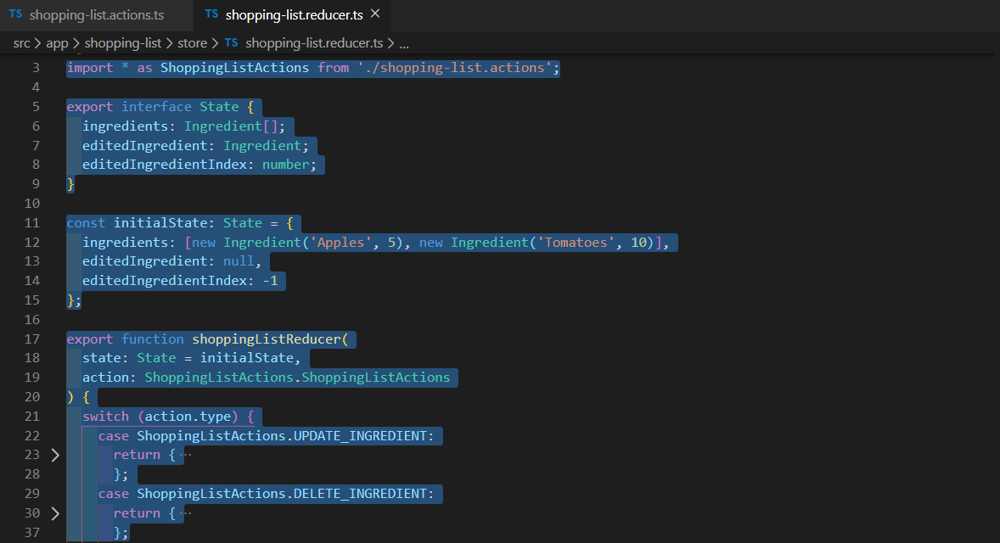 TS shopping-list.actions.ts TS shopping-list.reducer.ts ×
src > app > shopping-list > store > TS shopping-list.reducer.ts > ...
3 import * as ShoppingListActions from './shopping-list.actions';
4
5 export interface State {
6 ingredients: Ingredient[];
7 editedIngredient: Ingredient;
8 editedIngredientIndex: number;
9 }
10
11 const initialState: State = {
12 ingredients: [new Ingredient('Apples', 5), new Ingredient('Tomatoes', 10)],
13 editedIngredient: null,
14 editedIngredientIndex: -1
15 };
16
17 export function shoppingListReducer(
18 state: State = initialState,
19 action: ShoppingListActions.ShoppingListActions
20 ) {
21 switch (action.type) {
22 case ShoppingListActions.UPDATE_INGREDIENT:
23 > return {···
28 };
29 case ShoppingListActions.DELETE_INGREDIENT:
30 > return {···
37 };